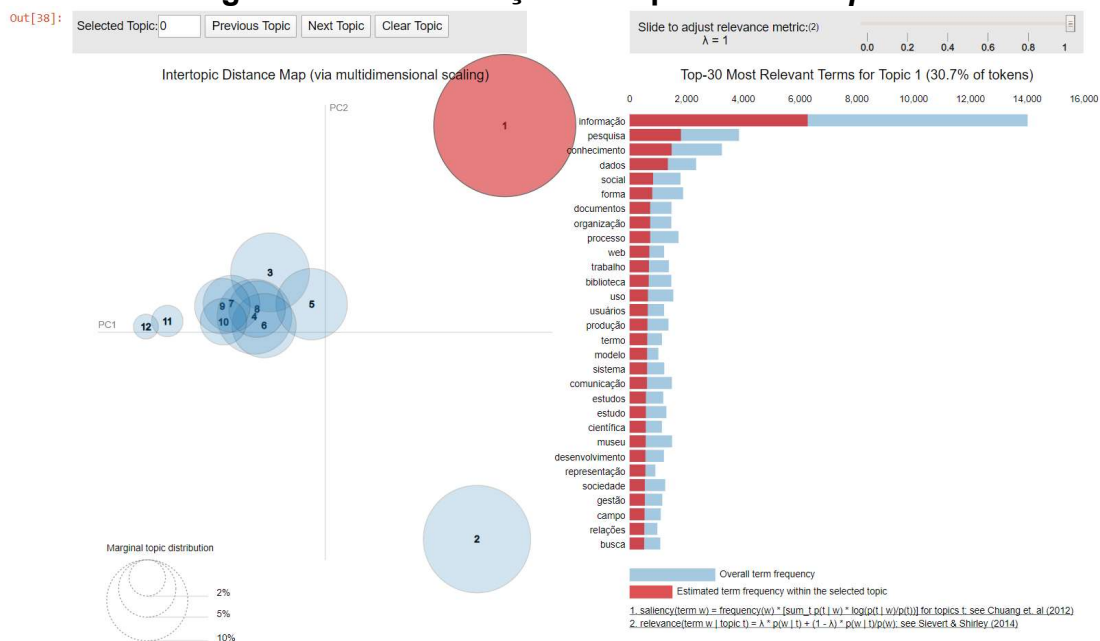 Out[38]:
Selected Topic: 0 Previous Topic Next Topic Clear Topic
Slide to adjust relevance metric:(2)
λ = 1
0.0 0.2 0.4 0.6 0.8 1
Intertopic Distance Map (via multidimensional scaling)
PC2
PC1
1
2
3
5
9 7 8
4
10 6
12 11
Marginal topic distribution
2%
5%
10%
Top-30 Most Relevant Terms for Topic 1 (30.7% of tokens)
0 2,000 4,000 6,000 8,000 10,000 12,000 14,000 16,000
informação
pesquisa
conhecimento
dados
social
forma
documentos
organização
processo
web
trabalho
biblioteca
uso
usuários
produção
termo
modelo
sistema
comunicação
estudos
estudo
científica
museu
desenvolvimento
representação
sociedade
gestão
campo
relações
busca
Overall term frequency
Estimated term frequency within the selected topic
1. saliency(term w) = frequency(w) * [sum_t p(t | w) * log(p(t | w)/p(t))] for topics t; see Chuang et. al (2012)
2. relevance(term w | topic t) = λ * p(w | t) + (1 - λ) * p(w | t)/p(w); see Sievert & Shirley (2014)